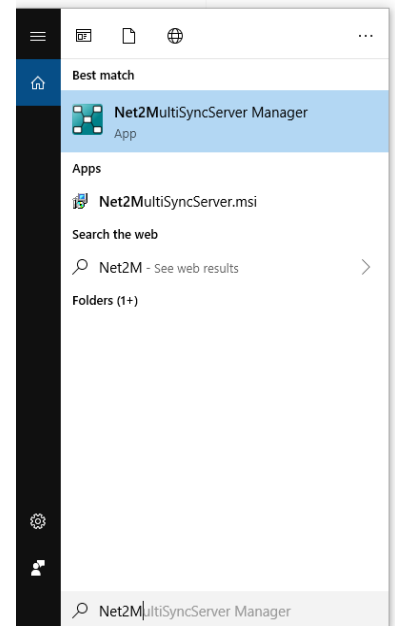 Best match
Net2MultiSyncServer Manager
App
Apps
Net2MultiSyncServer.msi
Search the web
Net2M - See web results
Folders (1+)
Net2MultiSyncServer Manager